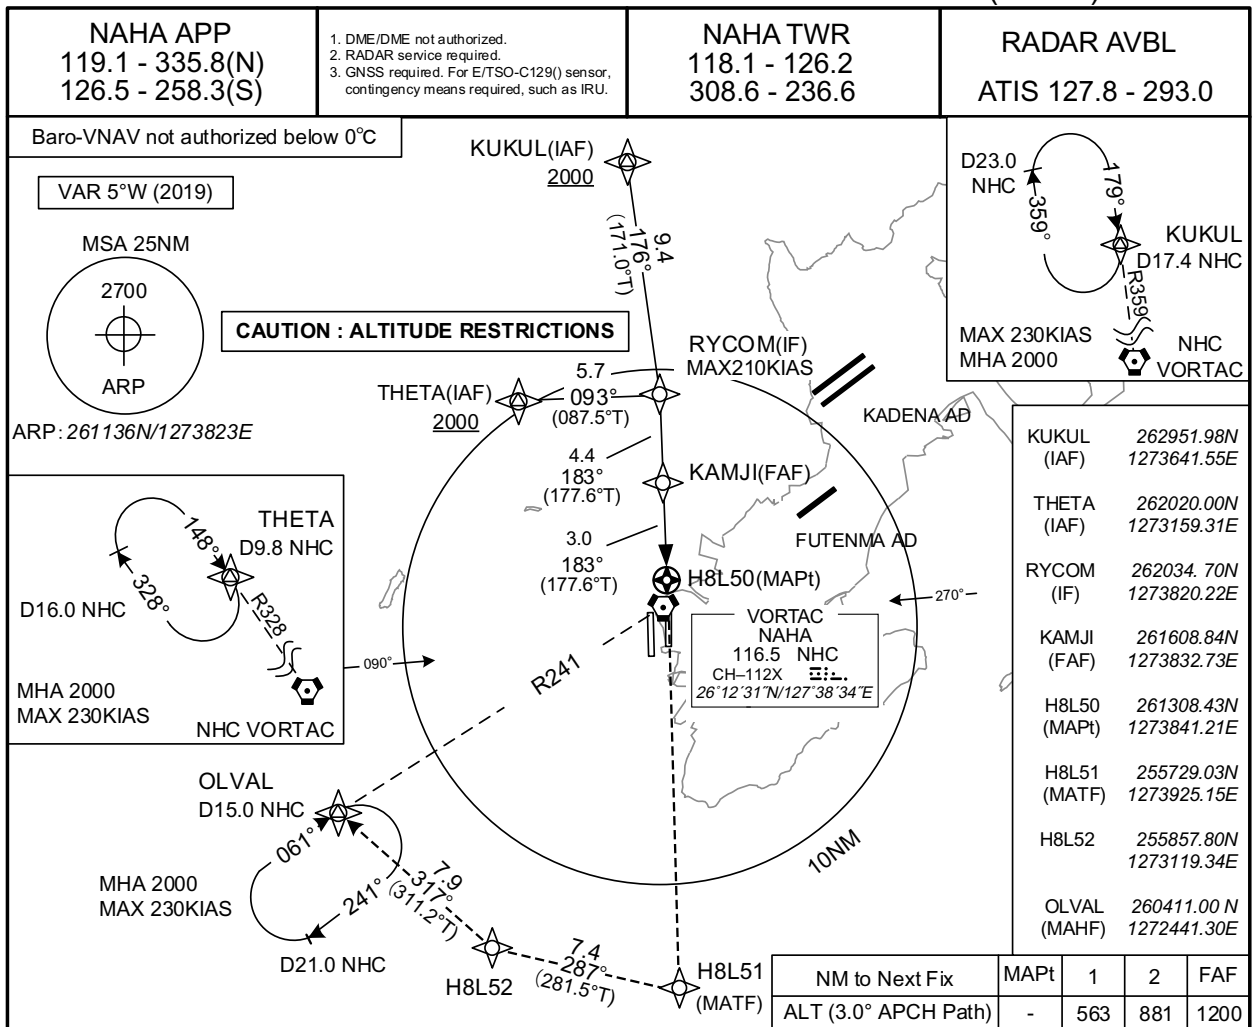 NAHA APP
119.1 - 335.8(N)
126.5 - 258.3(S)
1. DME/DME not authorized.
2. RADAR service required.
3. GNSS required. For E/TSO-C129() sensor,
contingency means required, such as IRU.
NAHA TWR
118.1 - 126.2
308.6 - 236.6
RADAR AVBL
ATIS 127.8 - 293.0
Baro-VNAV not authorized below 0°C
VAR 5°W (2019)
MSA 25NM
2700
ARP
ARP: 261136N/1273823E
CAUTION : ALTITUDE RESTRICTIONS
KUKUL(IAF)
2000
9.4
176°
(171.0°T)
D23.0
NHC
179°
359°
KUKUL
D17.4 NHC
R359
MAX 230KIAS
MHA 2000
NHC
VORTAC
RYCOM(IF)
MAX210KIAS
THETA(IAF)
2000
5.7
093°
(087.5°T)
KADENA AD
4.4
183°
(177.6°T)
KAMJI(FAF)
3.0
183°
(177.6°T)
FUTENMA AD
H8L50(MAPt)
270°
VORTAC
NAHA
116.5 NHC
CH–112X
26°12′31″N/127°38′34″E
THETA
D9.8 NHC
148°
328°
D16.0 NHC
R328
MHA 2000
MAX 230KIAS
NHC VORTAC
090°
R241
OLVAL
D15.0 NHC
061°
241°
MHA 2000
MAX 230KIAS
D21.0 NHC
7.9
317°
(311.2°T)
H8L52
7.4
287°
(281.5°T)
H8L51
(MATF)
10NM
KUKUL 262951.98N
(IAF) 1273641.55E
THETA 262020.00N
(IAF) 1273159.31E
RYCOM 262034. 70N
(IF) 1273820.22E
KAMJI 261608.84N
(FAF) 1273832.73E
H8L50 261308.43N
(MAPt) 1273841.21E
H8L51 255729.03N
(MATF) 1273925.15E
H8L52 255857.80N
1273119.34E
OLVAL 260411.00 N
(MAHF) 1272441.30E
NM to Next Fix MAPt 1 2 FAF
ALT (3.0° APCH Path) - 563 881 1200